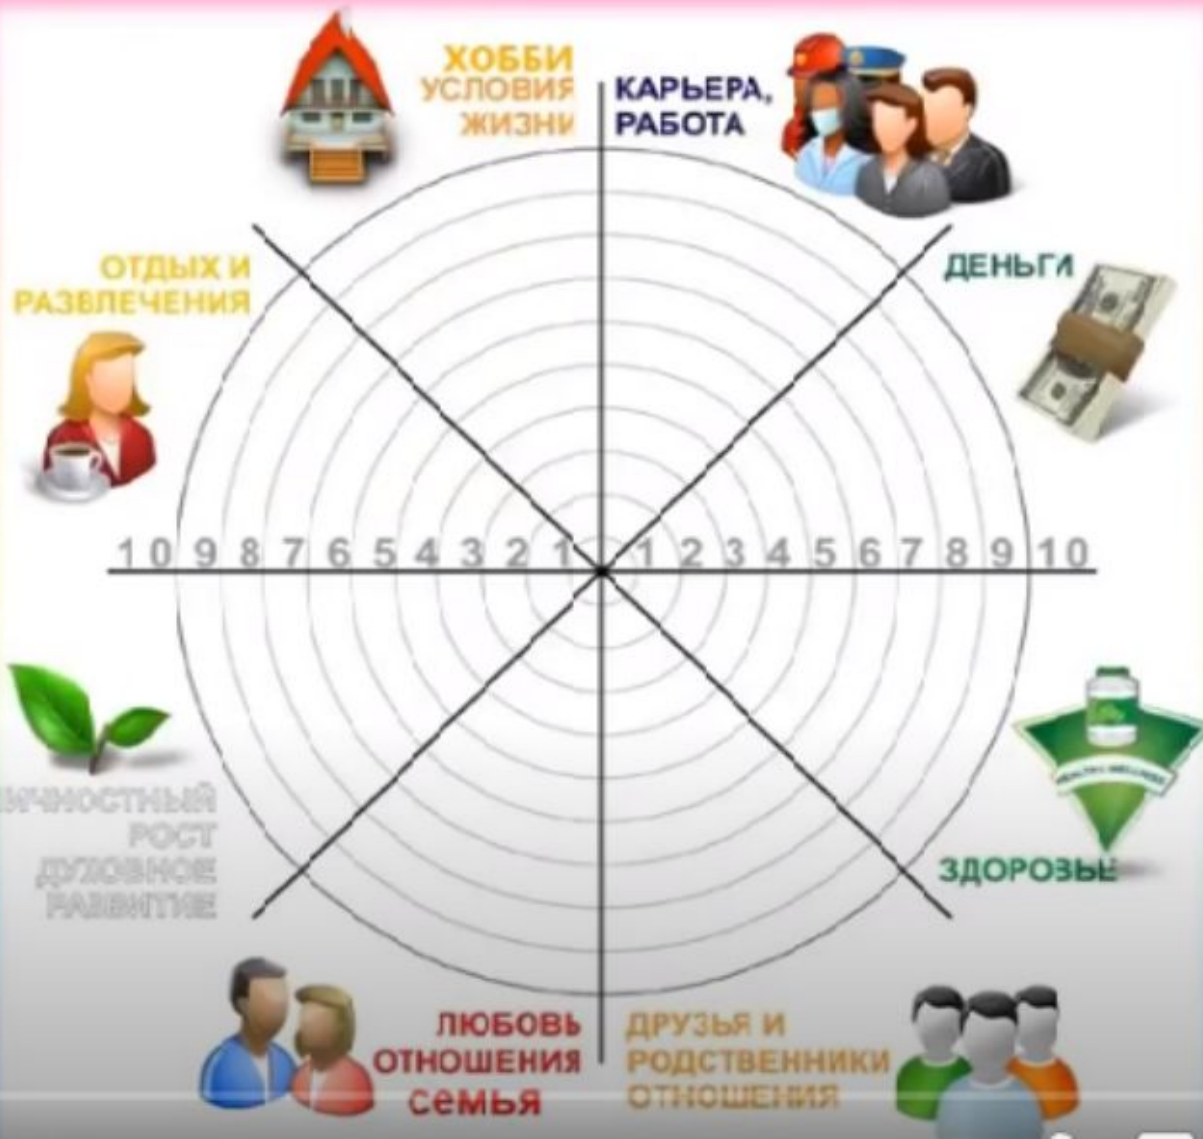 ХОББИ
УСЛОВИЯ
ЖИЗНИ
КАРЬЕРА,
РАБОТА
ОТДЫХ И
РАЗВЛЕЧЕНИЯ
ДЕНЬГИ
10 9 8 7 6 5 4 3 2 1 1 2 3 4 5 6 7 8 9 10
ИЧНОСТНЫЙ
РОСТ
ДУХОВНОЕ
РАЗВИТИЕ
ЗДОРОВЬЕ
ЛЮБОВЬ
ОТНОШЕНИЯ
семья
ДРУЗЬЯ И
РОДСТВЕННИКИ
ОТНОШЕНИЯ